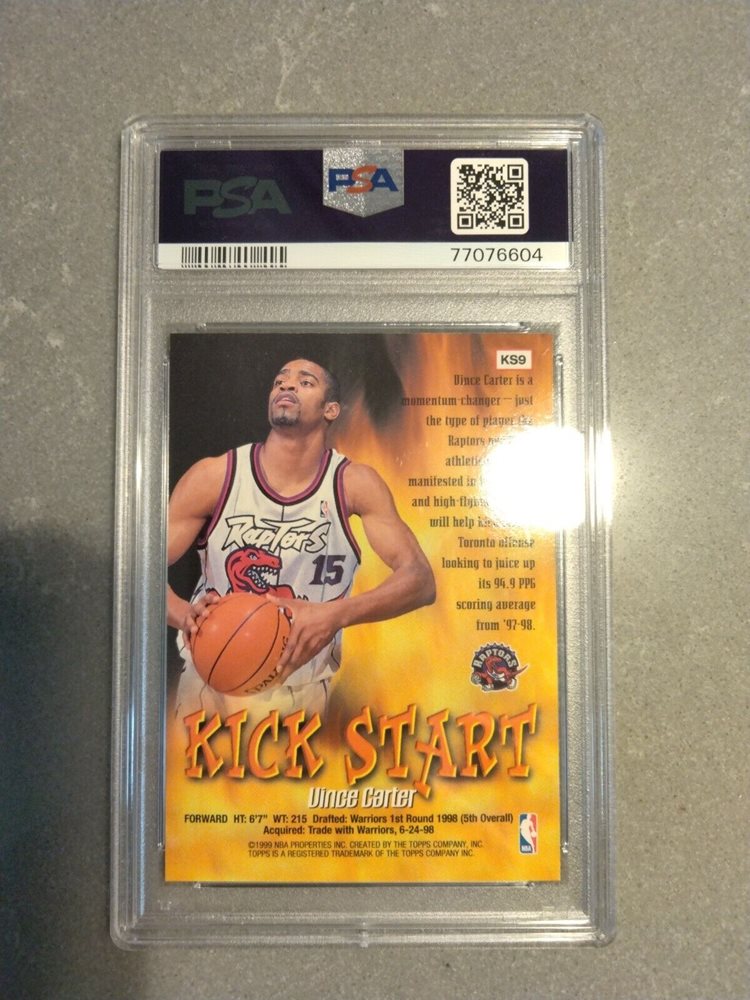 PSA
PSA
77076604
KS9
Vince Carter is a
momentum-changer — just
the type of player the
Raptors
athletic
manifested in
and high-flying
will help
Toronto offense
looking to juice up
its 94.9 PPG
scoring average
from '97-98.
RAPTORS
15
SPALDING
RAPTORS
KICK START
Vince Carter
FORWARD HT: 6'7" WT: 215 Drafted: Warriors 1st Round 1998 (5th Overall)
Acquired: Trade with Warriors, 6-24-98
NBA
©1999 NBA PROPERTIES INC. CREATED BY THE TOPPS COMPANY, INC.
TOPPS IS A REGISTERED TRADEMARK OF THE TOPPS COMPANY INC.